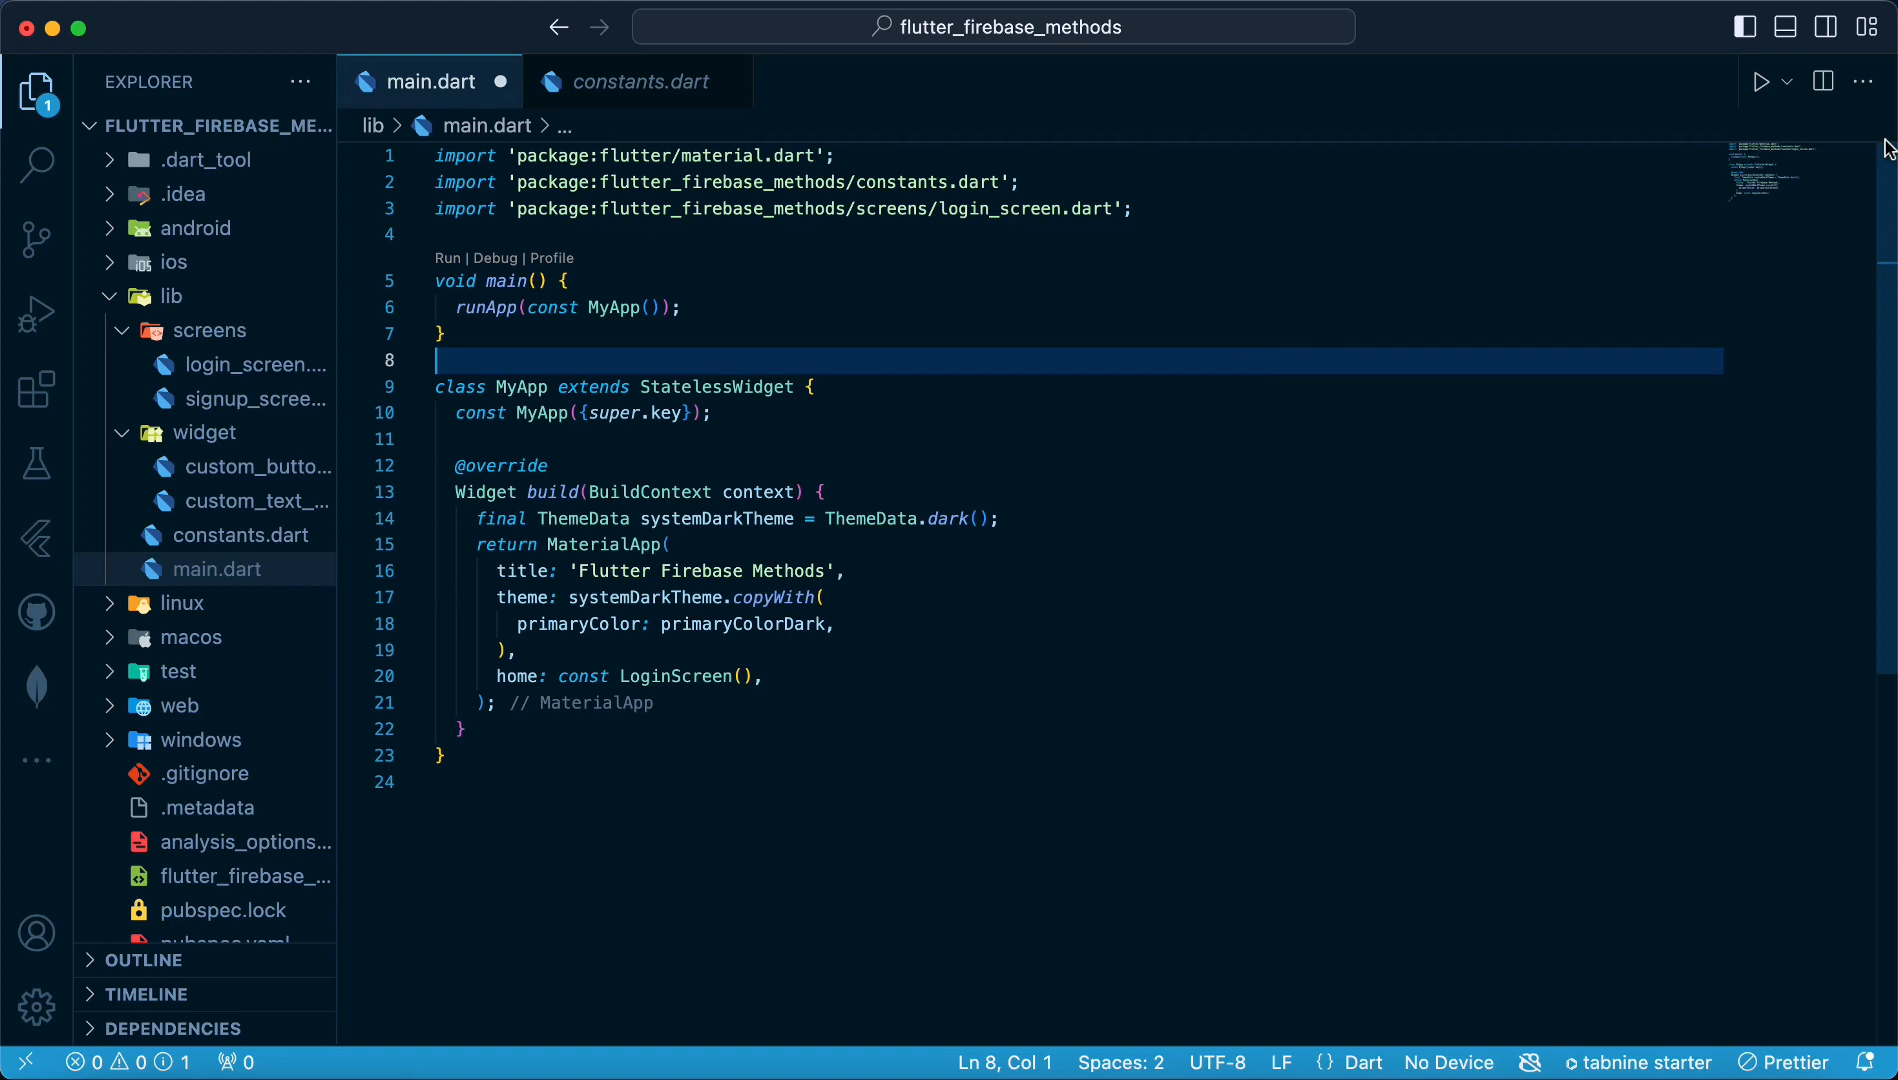 flutter_firebase_methods
EXPLORER
main.dart
constants.dart
1
FLUTTER_FIREBASE_ME...
lib > main.dart > ...
.dart_tool
.idea
android
ios
lib
screens
login_screen....
signup_scree...
widget
custom_butto...
custom_text_...
constants.dart
main.dart
linux
macos
test
web
windows
.gitignore
.metadata
analysis_options...
flutter_firebase_...
pubspec.lock
OUTLINE
TIMELINE
DEPENDENCIES
1 import 'package:flutter/material.dart';
2 import 'package:flutter_firebase_methods/constants.dart';
3 import 'package:flutter_firebase_methods/screens/login_screen.dart';
4
Run | Debug | Profile
5 void main() {
6 runApp(const MyApp());
7 }
8
9 class MyApp extends StatelessWidget {
10 const MyApp({super.key});
11
12 @override
13 Widget build(BuildContext context) {
14 final ThemeData systemDarkTheme = ThemeData.dark();
15 return MaterialApp(
16 title: 'Flutter Firebase Methods',
17 theme: systemDarkTheme.copyWith(
18 primaryColor: primaryColorDark,
19 ),
20 home: const LoginScreen(),
21 ); // MaterialApp
22 }
23 }
24
0 0 1 0 Ln 8, Col 1 Spaces: 2 UTF-8 LF {} Dart No Device tabnine starter Prettier